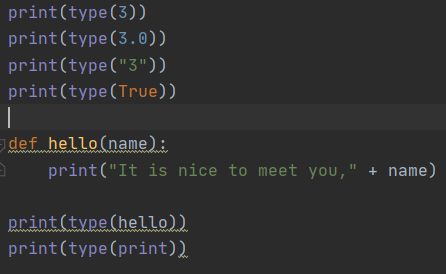 print(type(3))
print(type(3.0))
print(type("3"))
print(type(True))
def hello(name):
    print("It is nice to meet you," + name)
print(type(hello))
print(type(print))